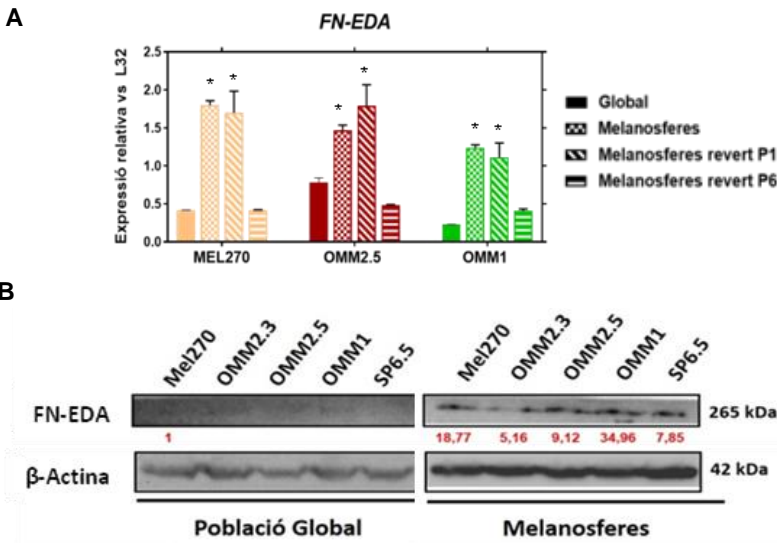 A
FN-EDA
Expressió relativa vs L32
2.5
2.0
1.5
1.0
0.5
0.0
* * * * * *
MEL270 OMM2.5 OMM1
Global
Melanosferes
Melanosferes revert P1
Melanosferes revert P6
B
Mel270 OMM2.3 OMM2.5 OMM1 SP6.5 Mel270 OMM2.3 OMM2.5 OMM1 SP6.5
FN-EDA 265 kDa
1 18,77 5,16 9,12 34,96 7,85
β-Actina 42 kDa
Població Global Melanosferes